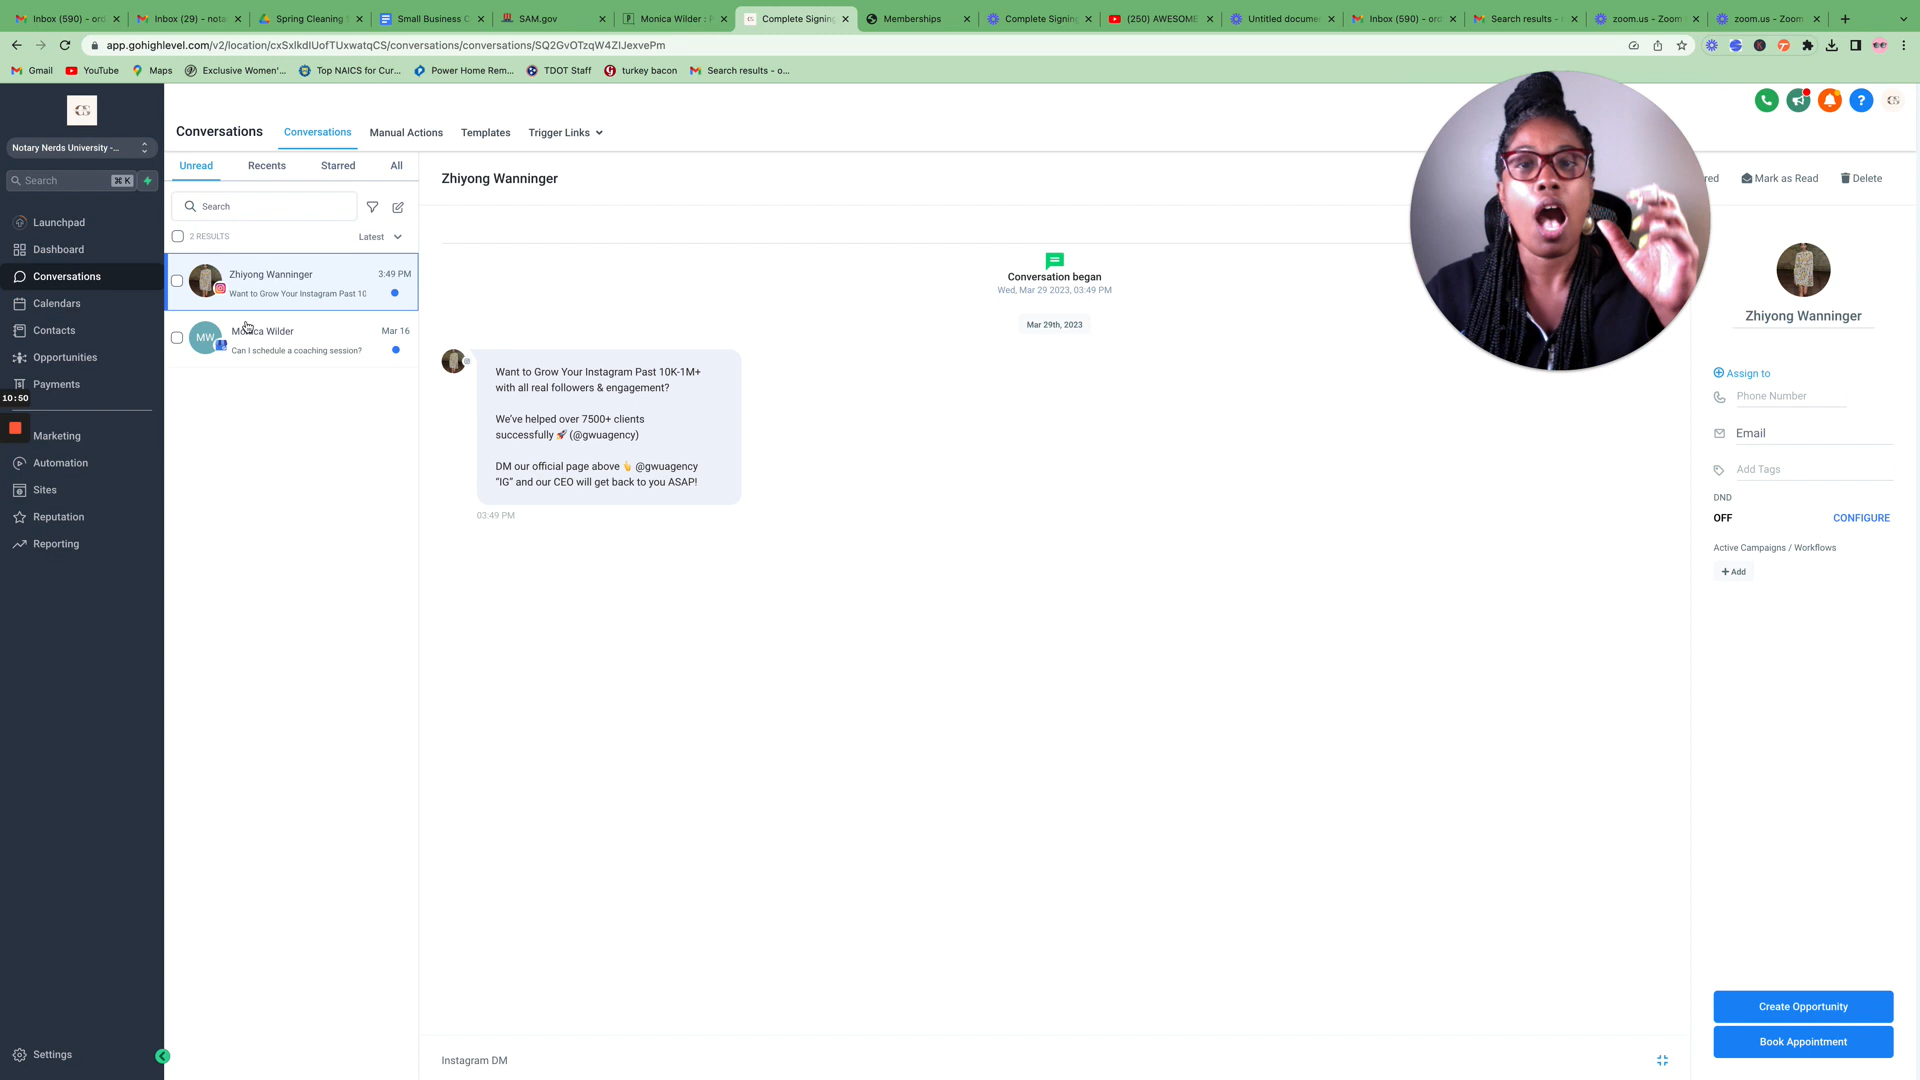 Inbox (590) - ord
Inbox (29) - nota
Spring Cleaning
Small Business C
SAM.gov
Monica Wilder : P
Complete Signing
Memberships
Complete Signing
(250) AWESOME
Untitled documen
Inbox (590) - ord
Search results - n
zoom.us - Zoom
zoom.us - Zoom
app.gohighlevel.com/v2/location/cxSxlkdIUofTUxwatqCS/conversations/conversations/SQ2GvOTzqW4ZIJexvePm
Gmail
YouTube
Maps
Exclusive Women'...
Top NAICS for Cur...
Power Home Rem...
TDOT Staff
turkey bacon
Search results - o...
CS
Notary Nerds University -...
Search
⌘ K
Launchpad
Dashboard
Conversations
Calendars
Contacts
Opportunities
Payments
10:50
Marketing
Automation
Sites
Reputation
Reporting
Settings
Conversations
Conversations
Manual Actions
Templates
Trigger Links
Unread
Recents
Starred
All
Search
2 RESULTS
Latest
Zhiyong Wanninger
3:49 PM
Want to Grow Your Instagram Past 10
MW
Monica Wilder
Mar 16
Can I schedule a coaching session?
Zhiyong Wanninger
Mark as Read
Delete
Conversation began
Wed, Mar 29 2023, 03:49 PM
Mar 29th, 2023
Want to Grow Your Instagram Past 10K-1M+
with all real followers & engagement?
We've helped over 7500+ clients
successfully 🚀 (@gwuagency)
DM our official page above 👆 @gwuagency
"IG" and our CEO will get back to you ASAP!
03:49 PM
Instagram DM
CS
Zhiyong Wanninger
Assign to
Phone Number
Email
Add Tags
DND
OFF
CONFIGURE
Active Campaigns / Workflows
+ Add
Create Opportunity
Book Appointment